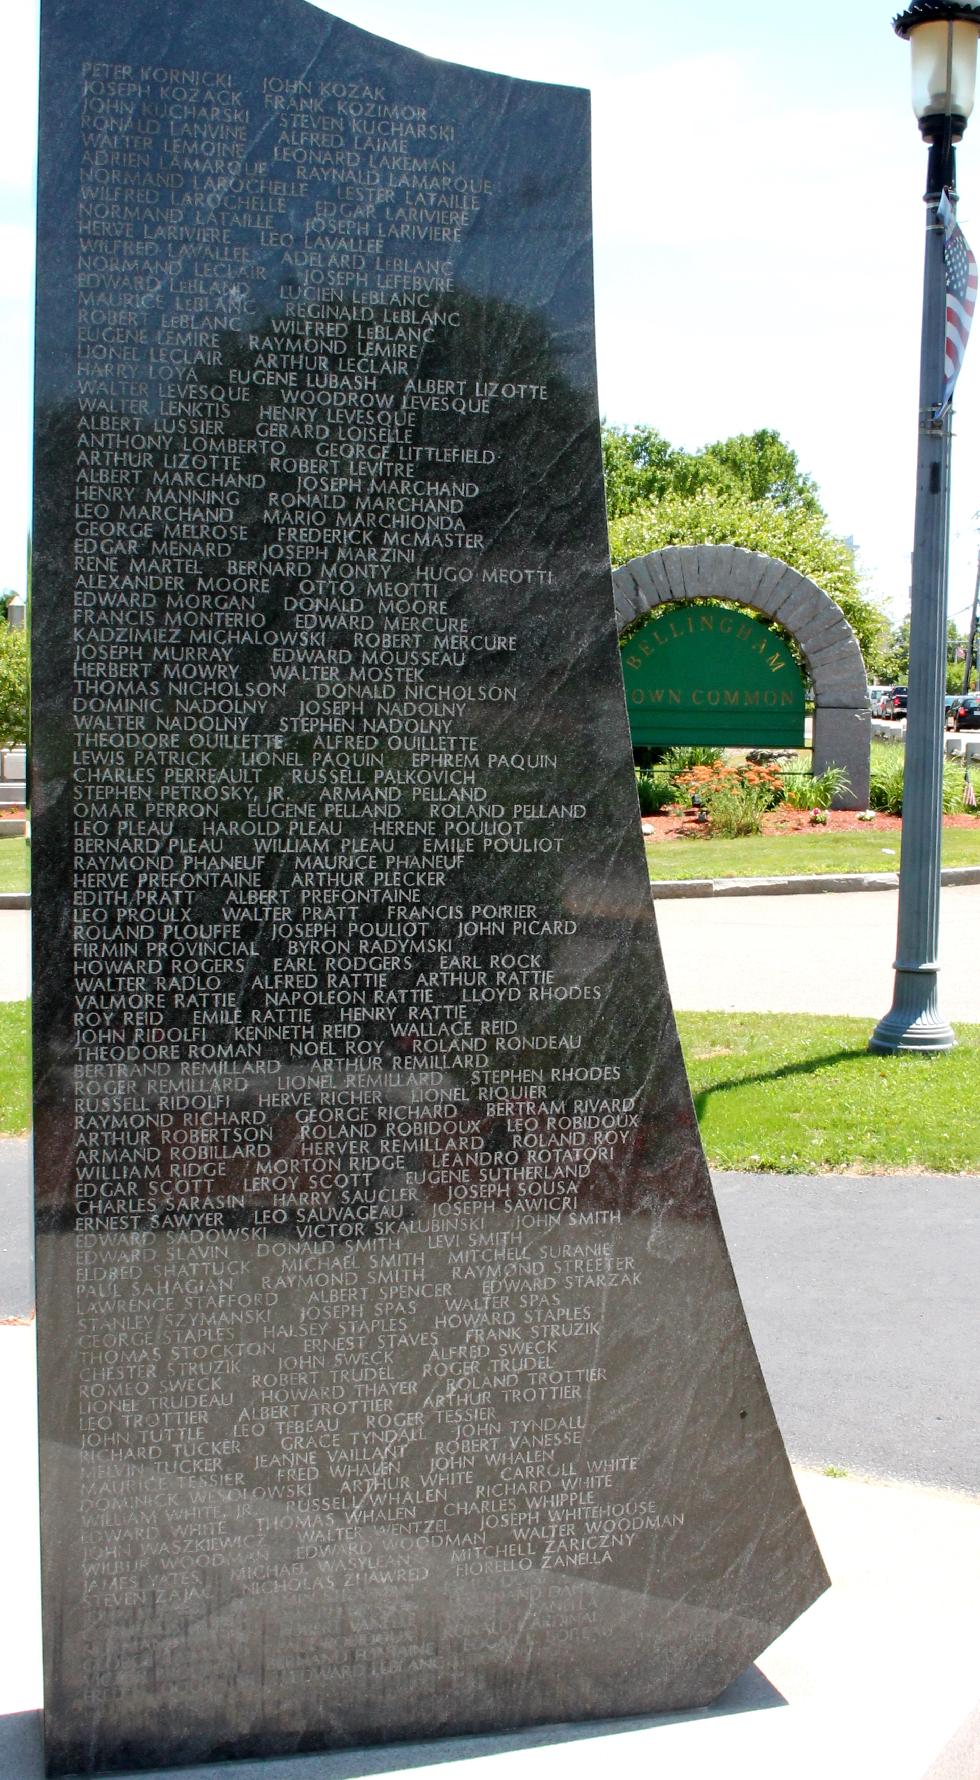 PETER KORNICKI JOHN KOZAK
JOSEPH KOZACK FRANK KOZIMOR
JOHN KUCHARSKI STEVEN KUCHARSKI
RONALD LANVINE ALFRED LAIME
WALTER LEMOINE LEONARD LAKEMAN
ADRIEN LAMARQUE RAYNALD LAMARQUE
NORMAND LAROCHELLE LESTER LATAILLE
WILFRED LAROCHELLE EDGAR LARIVIERE
NORMAND LATAILLE JOSEPH LARIVIERE
HERVE LARIVIERE LEO LAVALLEE
WILFRED LAVALLEE ADELARD LEBLANC
NORMAND LECLAIR JOSEPH LEFEBVRE
EDWARD LEBLAND LUCIEN LEBLANC
MAURICE LEBLANC REGINALD LEBLANC
ROBERT LEBLANC WILFRED LEBLANC
EUGENE LEMIRE RAYMOND LEMIRE
LIONEL LECLAIR ARTHUR LECLAIR
HARRY LOYA EUGENE LUBASH ALBERT LIZOTTE
WALTER LEVESQUE WOODROW LEVESQUE
WALTER LENKTIS HENRY LEVESQUE
ALBERT LUSSIER GERARD LOISELLE
ANTHONY LOMBERTO GEORGE LITTLEFIELD
ARTHUR LIZOTTE ROBERT LEVITRE
ALBERT MARCHAND JOSEPH MARCHAND
HENRY MANNING RONALD MARCHAND
LEO MARCHAND MARIO MARCHIONDA
GEORGE MELROSE FREDERICK McMASTER
EDGAR MENARD JOSEPH MARZINI
RENE MARTEL BERNARD MONTY HUGO MEOTTI
ALEXANDER MOORE OTTO MEOTTI
EDWARD MORGAN DONALD MOORE
FRANCIS MONTERIO EDWARD MERCURE
KADZIMIEZ MICHALOWSKI ROBERT MERCURE
JOSEPH MURRAY EDWARD MOUSSEAU
HERBERT MOWRY WALTER MOSTEK
THOMAS NICHOLSON DONALD NICHOLSON
DOMINIC NADOLNY JOSEPH NADOLNY
WALTER NADOLNY STEPHEN NADOLNY
THEODORE OUILLETTE ALFRED OUILLETTE
LEWIS PATRICK LIONEL PAQUIN EPHREM PAQUIN
CHARLES PERREAULT RUSSELL PALKOVICH
STEPHEN PETROSKY, JR. ARMAND PELLAND
OMAR PERRON EUGENE PELLAND ROLAND PELLAND
LEO PLEAU HAROLD PLEAU HERENE POULIOT
BERNARD PLEAU WILLIAM PLEAU EMILE POULIOT
RAYMOND PHANEUF MAURICE PHANEUF
HERVE PREFONTAINE ARTHUR PLECKER
EDITH PRATT ALBERT PREFONTAINE
LEO PROULX WALTER PRATT FRANCIS POIRIER
ROLAND PLOUFFE JOSEPH POULIOT JOHN PICARD
FIRMIN PROVINCIAL BYRON RADYMSKI
HOWARD ROGERS EARL RODGERS EARL ROCK
WALTER RADLO ALFRED RATTIE ARTHUR RATTIE
VALMORE RATTIE NAPOLEON RATTIE LLOYD RHODES
ROY REID EMILE RATTIE HENRY RATTIE
JOHN RIDOLFI KENNETH REID WALLACE REID
THEODORE ROMAN NOEL ROY ROLAND RONDEAU
BERTRAND REMILLARD ARTHUR REMILLARD
ROGER REMILLARD LIONEL REMILLARD STEPHEN RHODES
RUSSELL RIDOLFI HERVE RICHER LIONEL RIQUIER
RAYMOND RICHARD GEORGE RICHARD BERTRAM RIVARD
ARTHUR ROBERTSON ROLAND ROBIDOUX LEO ROBIDOUX
ARMAND ROBILLARD HERVER REMILLARD ROLAND ROY
WILLIAM RIDGE MORTON RIDGE LEANDRO ROTATORI
EDGAR SCOTT LEROY SCOTT EUGENE SUTHERLAND
CHARLES SARASIN HARRY SAUCLER JOSEPH SOUSA
ERNEST SAWYER LEO SAUVAGEAU JOSEPH SAWICKI
EDWARD SADOWSKI VICTOR SKALUBINSKI JOHN SMITH
EDWARD SLAVIN DONALD SMITH LEVI SMITH
ELDRED SHATTUCK MICHAEL SMITH MITCHELL SURANIE
PAUL SAHAGIAN RAYMOND SMITH RAYMOND STREETER
LAWRENCE STAFFORD ALBERT SPENCER EDWARD STARZAK
STANLEY SZYMANSKI JOSEPH SPAS WALTER SPAS
GEORGE STAPLES HALSEY STAPLES HOWARD STAPLES
THOMAS STOCKTON ERNEST STAVES FRANK STRUZIK
CHESTER STRUZIK JOHN SWECK ALFRED SWECK
ROMEO SWECK ROBERT TRUDEL ROGER TRUDEL
LIONEL TRUDEAU HOWARD THAYER ROLAND TROTTIER
LEO TROTTIER ALBERT TROTTIER ARTHUR TROTTIER
JOHN TUTTLE LEO TEBEAU ROGER TESSIER
RICHARD TUCKER GRACE TYNDALL JOHN TYNDALL
MELVIN TUCKER JEANNE VAILLANT ROBERT VANESSE
MAURICE TESSIER FRED WHALEN JOHN WHALEN
DOMINICK WESOLOWSKI ARTHUR WHITE CARROLL WHITE
WILLIAM WHITE, JR. RUSSELL WHALEN RICHARD WHITE
EDWARD WHITE THOMAS WHALEN CHARLES WHIPPLE
JOHN WASZKIEWICZ WALTER WENTZEL JOSEPH WHITEHOUSE
WILBUR WOODMAN EDWARD WOODMAN WALTER WOODMAN
JAMES YATES MICHAEL WASYLEAN MITCHELL ZARICZNY
STEVEN ZAJAC NICHOLAS ZHAWRED FIORELLO ZANELLA
BELLINGHAM
OWN COMMON